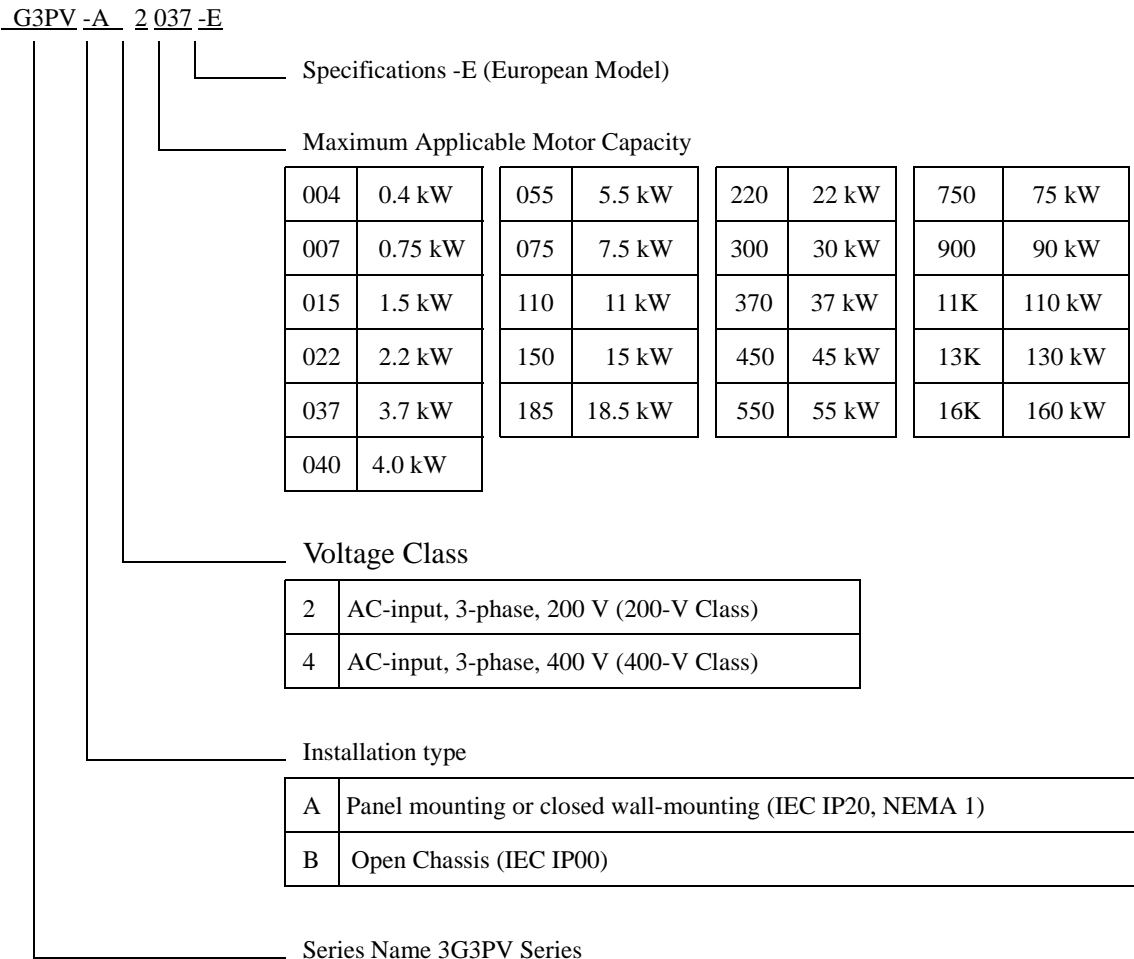 G3PV -A 2 037 -E
Specifications -E (European Model)
Maximum Applicable Motor Capacity
004 0.4 kW 055 5.5 kW 220 22 kW 750 75 kW
007 0.75 kW 075 7.5 kW 300 30 kW 900 90 kW
015 1.5 kW 110 11 kW 370 37 kW 11K 110 kW
022 2.2 kW 150 15 kW 450 45 kW 13K 130 kW
037 3.7 kW 185 18.5 kW 550 55 kW 16K 160 kW
040 4.0 kW
Voltage Class
2 AC-input, 3-phase, 200 V (200-V Class)
4 AC-input, 3-phase, 400 V (400-V Class)
Installation type
A Panel mounting or closed wall-mounting (IEC IP20, NEMA 1)
B Open Chassis (IEC IP00)
Series Name 3G3PV Series